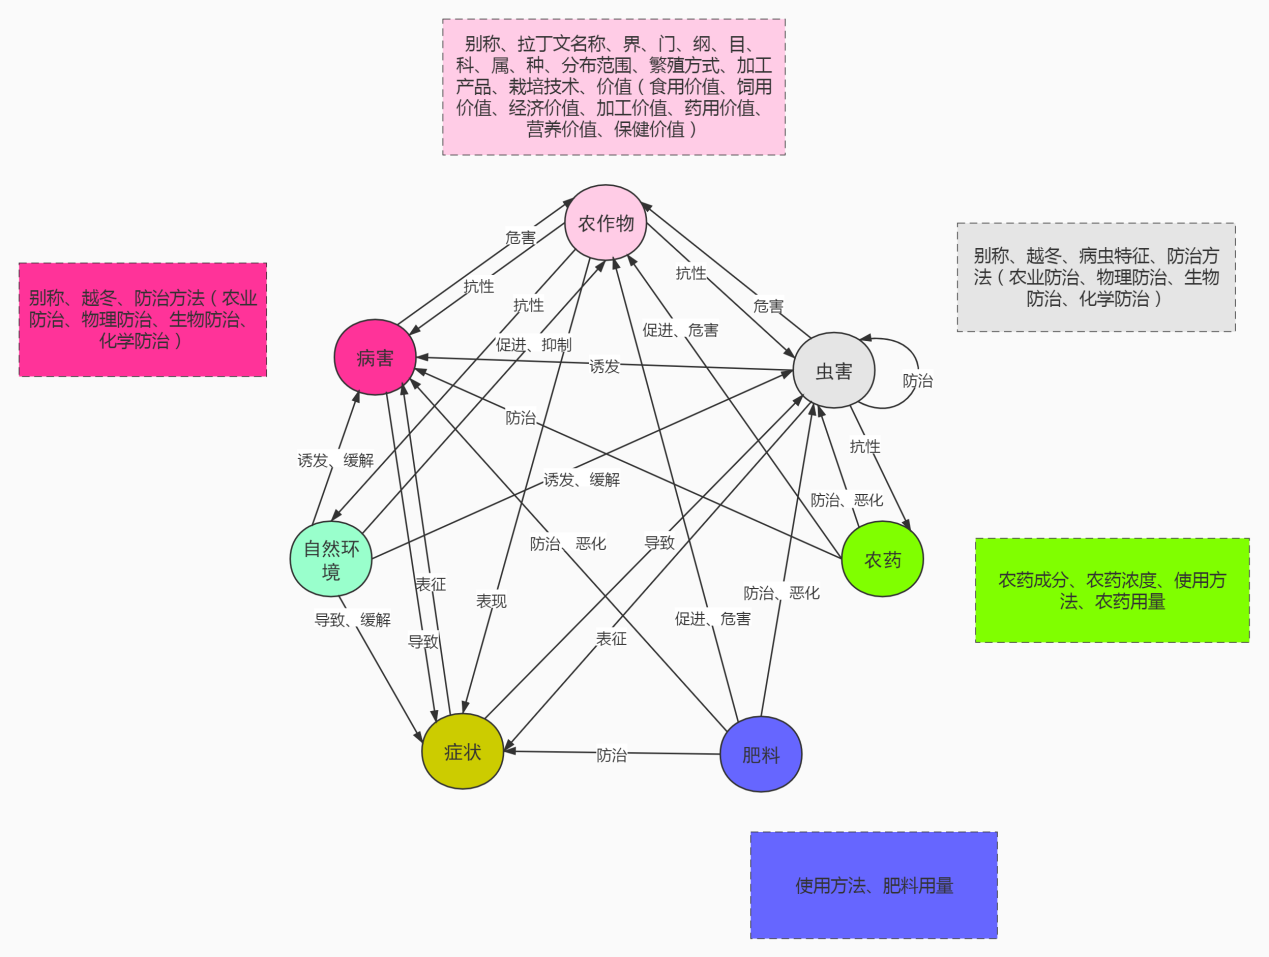 别称、拉丁文名称、界、门、纲、目、
科、属、种、分布范围、繁殖方式、加工
产品、栽培技术、价值（食用价值、饲用
价值、经济价值、加工价值、药用价值、
营养价值、保健价值）
农作物
危害
抗性
抗性
促进、抑制
抗性
危害
促进、危害
别称、越冬、病虫特征、防治方
法（农业防治、物理防治、生物
防治、化学防治）
别称、越冬、防治方法（农业
防治、物理防治、生物防治、
化学防治）
病害
诱发
虫害
防治
防治
抗性
诱发、缓解
诱发、缓解
防治、恶化
自然环
境
防治、恶化
导致
农药
农药成分、农药浓度、使用方
法、农药用量
表征
表现
防治、恶化
导致、缓解
导致
表征
促进、危害
症状
防治
肥料
使用方法、肥料用量